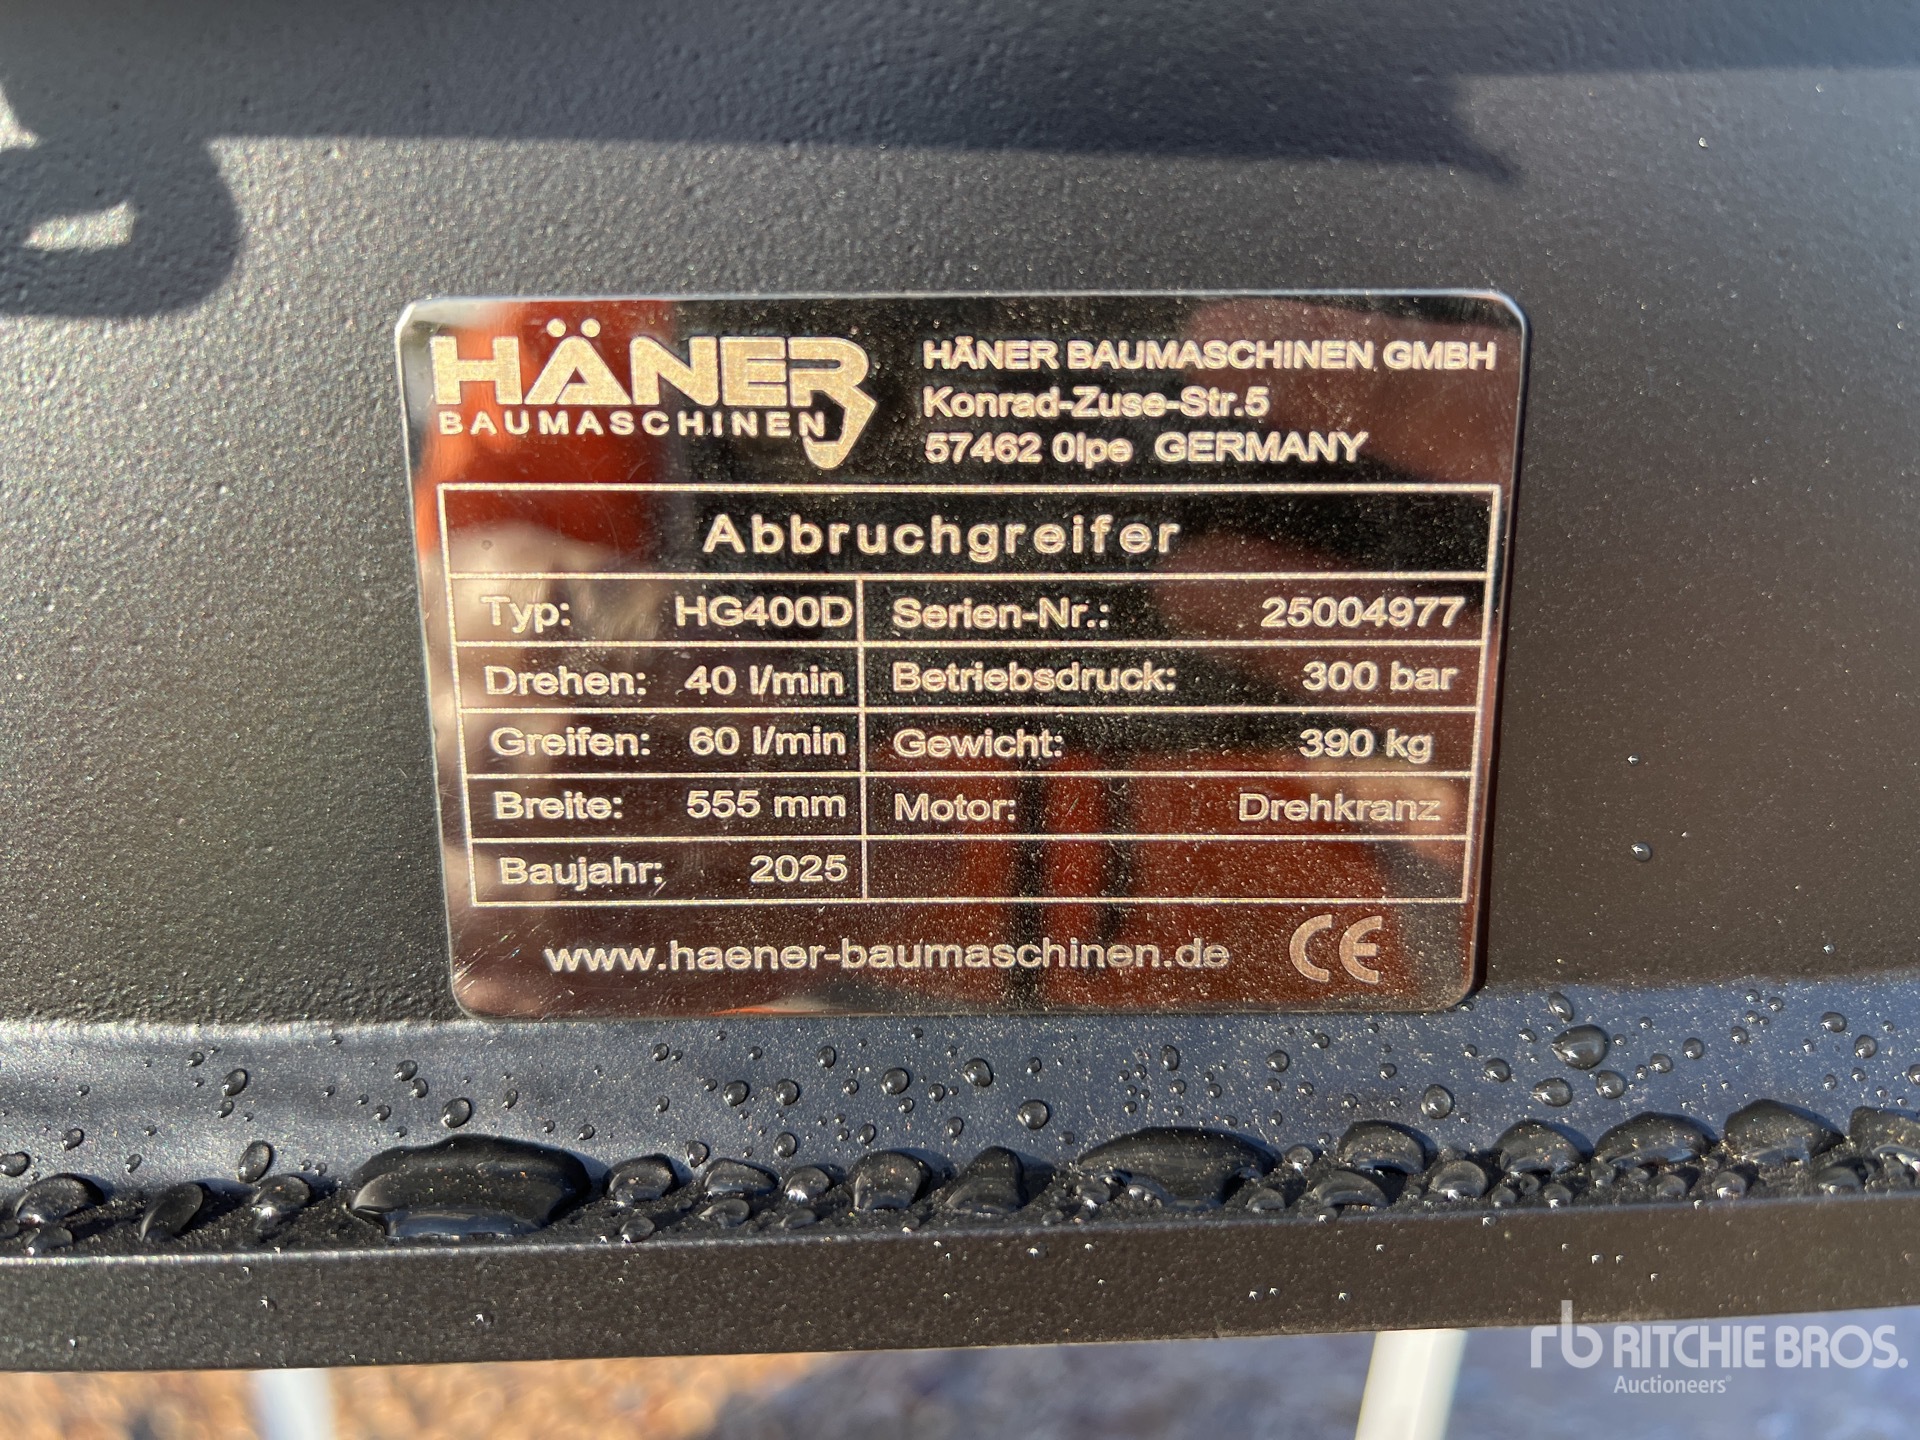 HÄNER
BAUMASCHINEN
HÄNER BAUMASCHINEN GMBH
Konrad-Zuse-Str.5
57462 0lpe GERMANY
Abbruchgreifer
Typ: HG400D Serien-Nr.: 25004977
Drehen: 40 l/min Betriebsdruck: 300 bar
Greifen: 60 l/min Gewicht: 390 kg
Breite: 555 mm Motor: Drehkranz
Baujahr: 2025
www.haener-baumaschinen.de CE
rb RITCHIE BROS.
Auctioneers